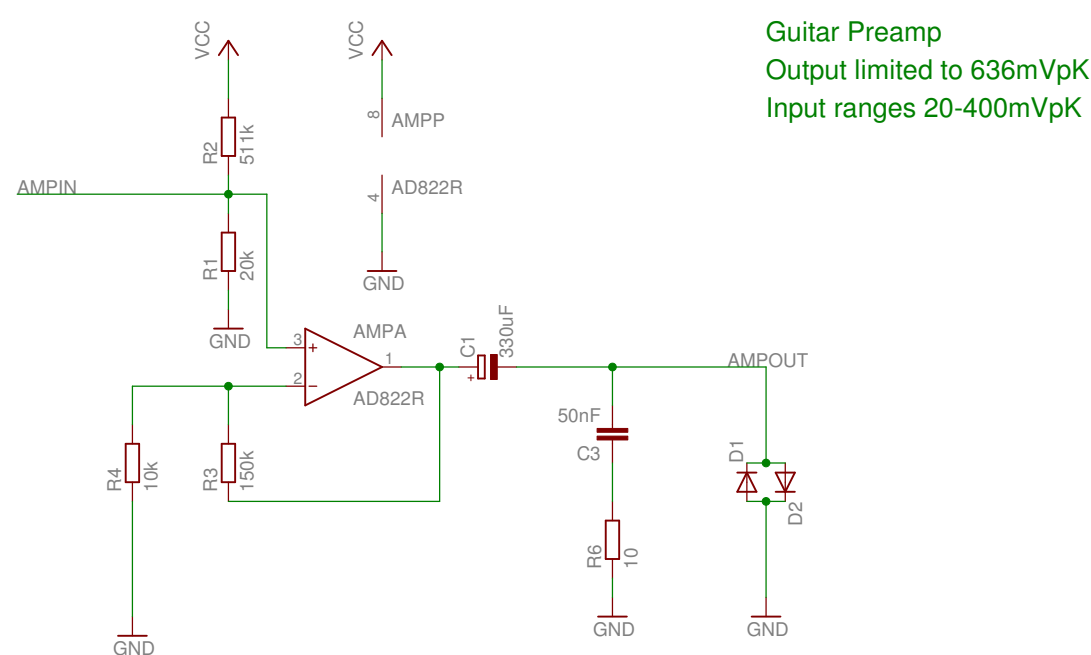 Guitar Preamp
Output limited to 636mVpK
Input ranges 20-400mVpK
VCC
VCC
R2
511k
8
AMPP
AMPIN
4
AD822R
R1
20k
GND
GND
AMPA
3
+
1
2
−
AD822R
C1
330uF
+
AMPOUT
50nF
C3
D1
D2
R4
10k
R3
150k
R6
10
GND
GND
GND